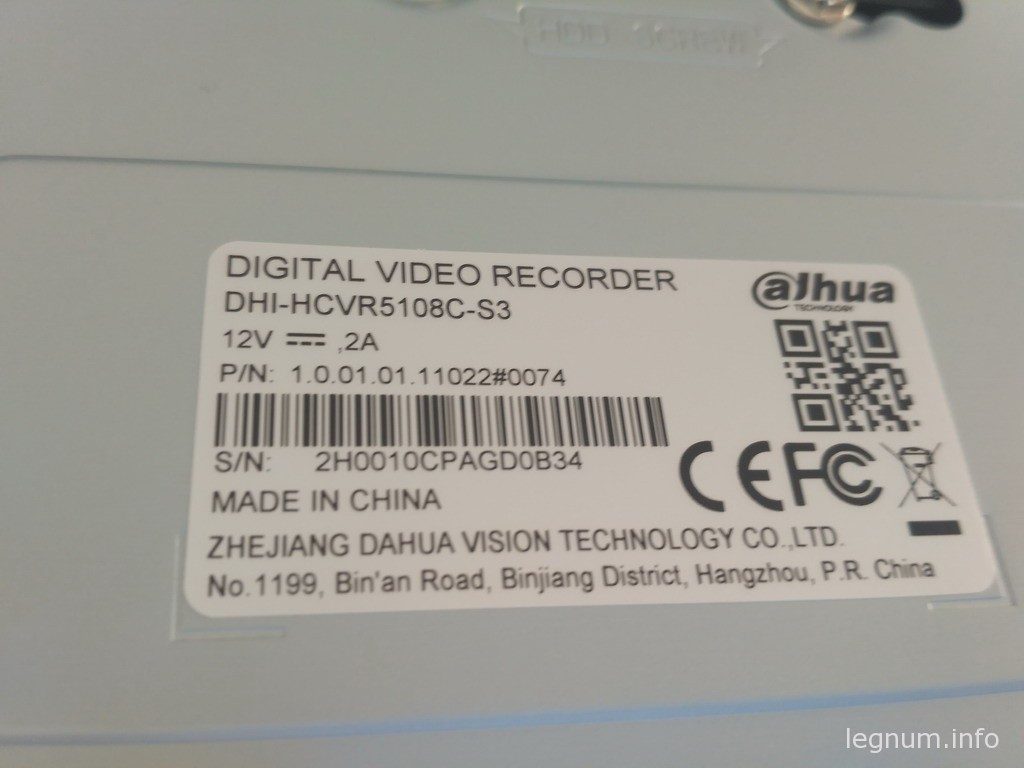 HDD SCREW
DIGITAL VIDEO RECORDER
DHI-HCVR5108C-S3
12V ,2A
P/N: 1.0.01.01.11022#0074
S/N: 2H0010CPAGD0B34
MADE IN CHINA
ZHEJIANG DAHUA VISION TECHNOLOGY CO.,LTD.
No.1199, Bin'an Road, Binjiang District, Hangzhou, P.R. China
alhua
TECHNOLOGY
CE FC
legnum.info